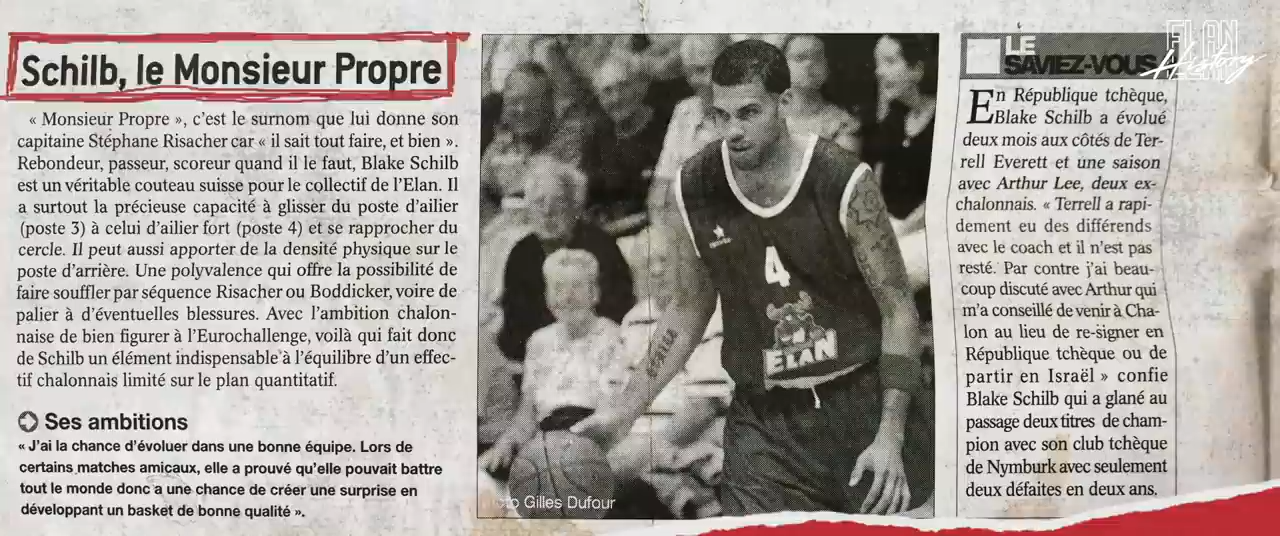 Schilb, le Monsieur Propre
« Monsieur Propre », c'est le surnom que lui donne son
capitaine Stéphane Risacher car « il sait tout faire, et bien ».
Rebondeur, passeur, scoreur quand il le faut, Blake Schilb
est un véritable couteau suisse pour le collectif de l'Elan. Il
a surtout la précieuse capacité à glisser du poste d'ailier
(poste 3) à celui d'ailier fort (poste 4) et se rapprocher du
cercle. Il peut aussi apporter de la densité physique sur le
poste d'arrière. Une polyvalence qui offre la possibilité de
faire souffler par séquence Risacher ou Boddicker, voire de
palier à d'éventuelles blessures. Avec l'ambition chalon-
naise de bien figurer à l'Eurochallenge, voilà qui fait donc
de Schilb un élément indispensable à l'équilibre d'un effec-
tif chalonnais limité sur le plan quantitatif.
Ses ambitions
« J'ai la chance d'évoluer dans une bonne équipe. Lors de
certains matches amicaux, elle a prouvé qu'elle pouvait battre
tout le monde donc a une chance de créer une surprise en
développant un basket de bonne qualité ».
4
ELAN
Gilles Dufour
LE
SAVIEZ-VOUS
ELAN
History
En République tchèque,
Blake Schilb a évolué
deux mois aux côtés de Ter-
rell Everett et une saison
avec Arthur Lee, deux ex-
chalonnais. « Terrell a rapi-
dement eu des différends
avec le coach et il n'est pas
resté. Par contre j'ai beau-
coup discuté avec Arthur qui
m'a conseillé de venir à Cha-
lon au lieu de re-signer en
République tchèque ou de
partir en Israël » confie
Blake Schilb qui a glané au
passage deux titres de cham-
pion avec son club tchèque
de Nymburk avec seulement
deux défaites en deux ans.